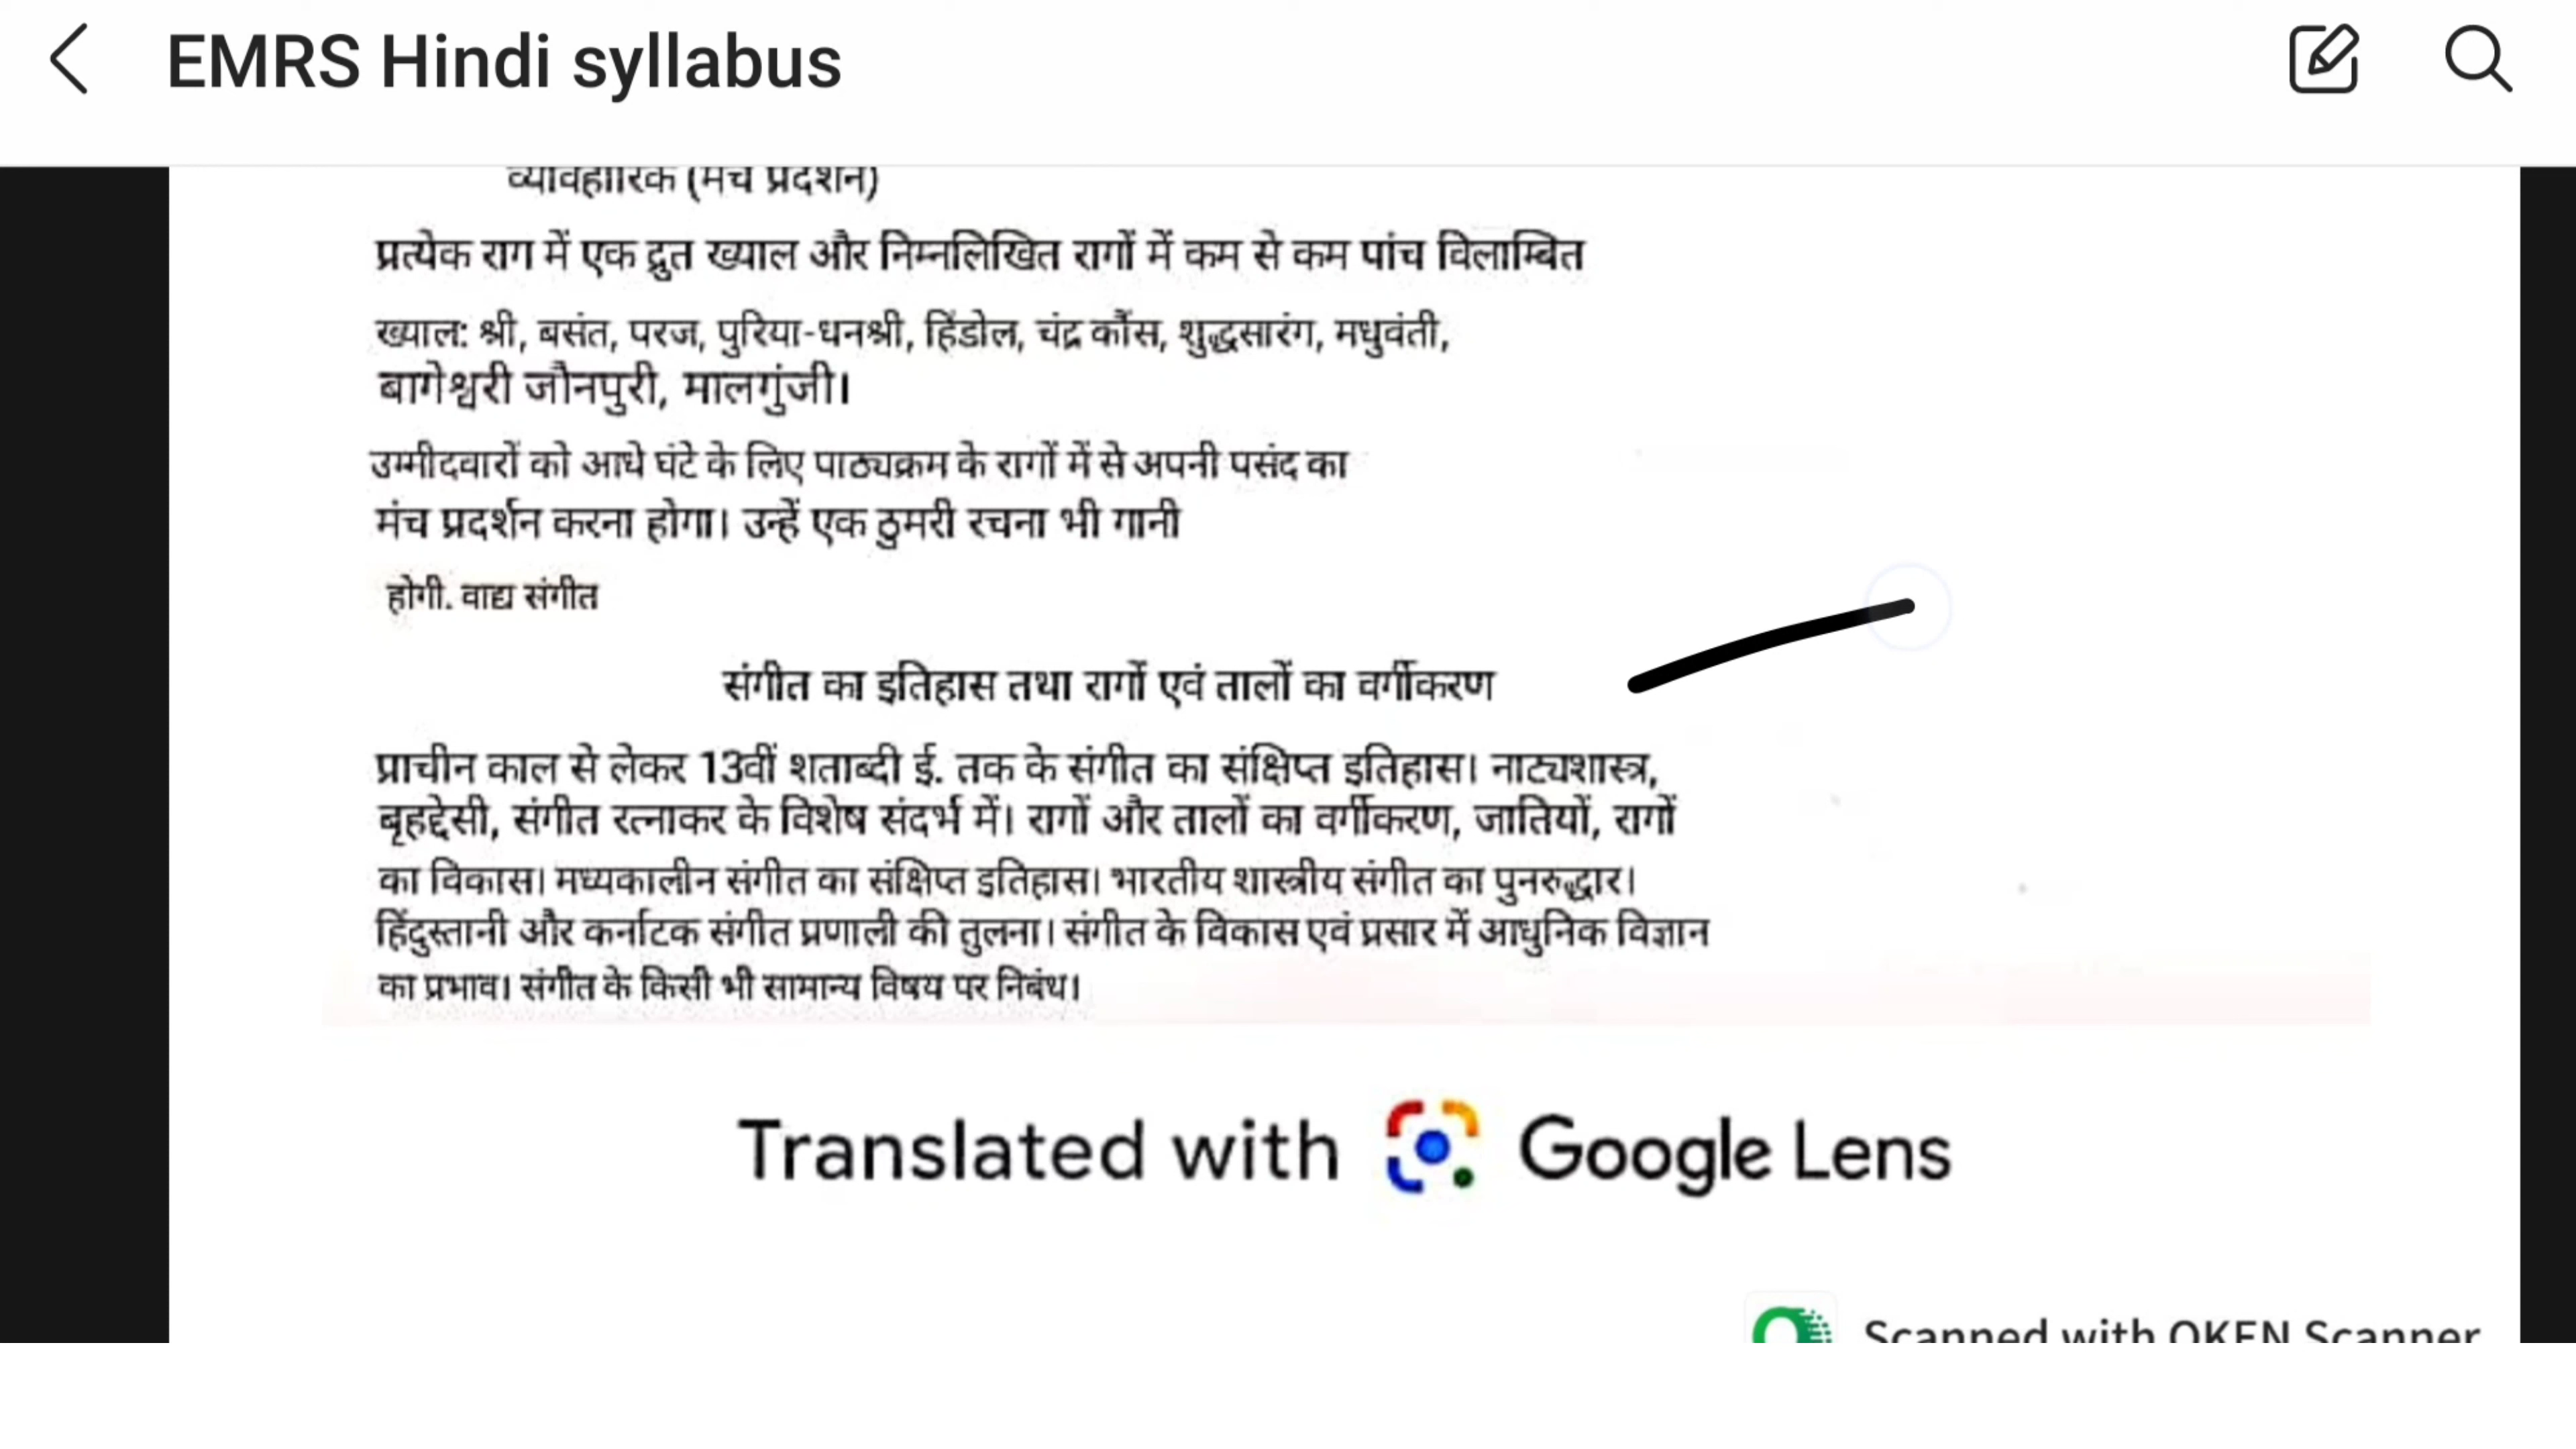 EMRS Hindi syllabus
व्यावहारिक (मंच प्रदर्शन)
प्रत्येक राग में एक द्रुत ख्याल और निम्नलिखित रागों में कम से कम पांच विलाम्बित
ख्याल: श्री, बसंत, परज, पुरिया-धनश्री, हिंडोल, चंद्र कौंस, शुद्धसारंग, मधुवंती,
बागेश्वरी जौनपुरी, मालगुंजी।
उम्मीदवारों को आधे घंटे के लिए पाठ्यक्रम के रागों में से अपनी पसंद का
मंच प्रदर्शन करना होगा। उन्हें एक ठुमरी रचना भी गानी
होगी. वाद्य संगीत
संगीत का इतिहास तथा रागों एवं तालों का वर्गीकरण
प्राचीन काल से लेकर 13वीं शताब्दी ई. तक के संगीत का संक्षिप्त इतिहास। नाट्यशास्त्र,
बृहद्देसी, संगीत रत्नाकर के विशेष संदर्भ में। रागों और तालों का वर्गीकरण, जातियों, रागों
का विकास। मध्यकालीन संगीत का संक्षिप्त इतिहास। भारतीय शास्त्रीय संगीत का पुनरुद्धार।
हिंदुस्तानी और कर्नाटक संगीत प्रणाली की तुलना। संगीत के विकास एवं प्रसार में आधुनिक विज्ञान
का प्रभाव। संगीत के किसी भी सामान्य विषय पर निबंध।
Translated with Google Lens
Scanned with OKEN Scanner